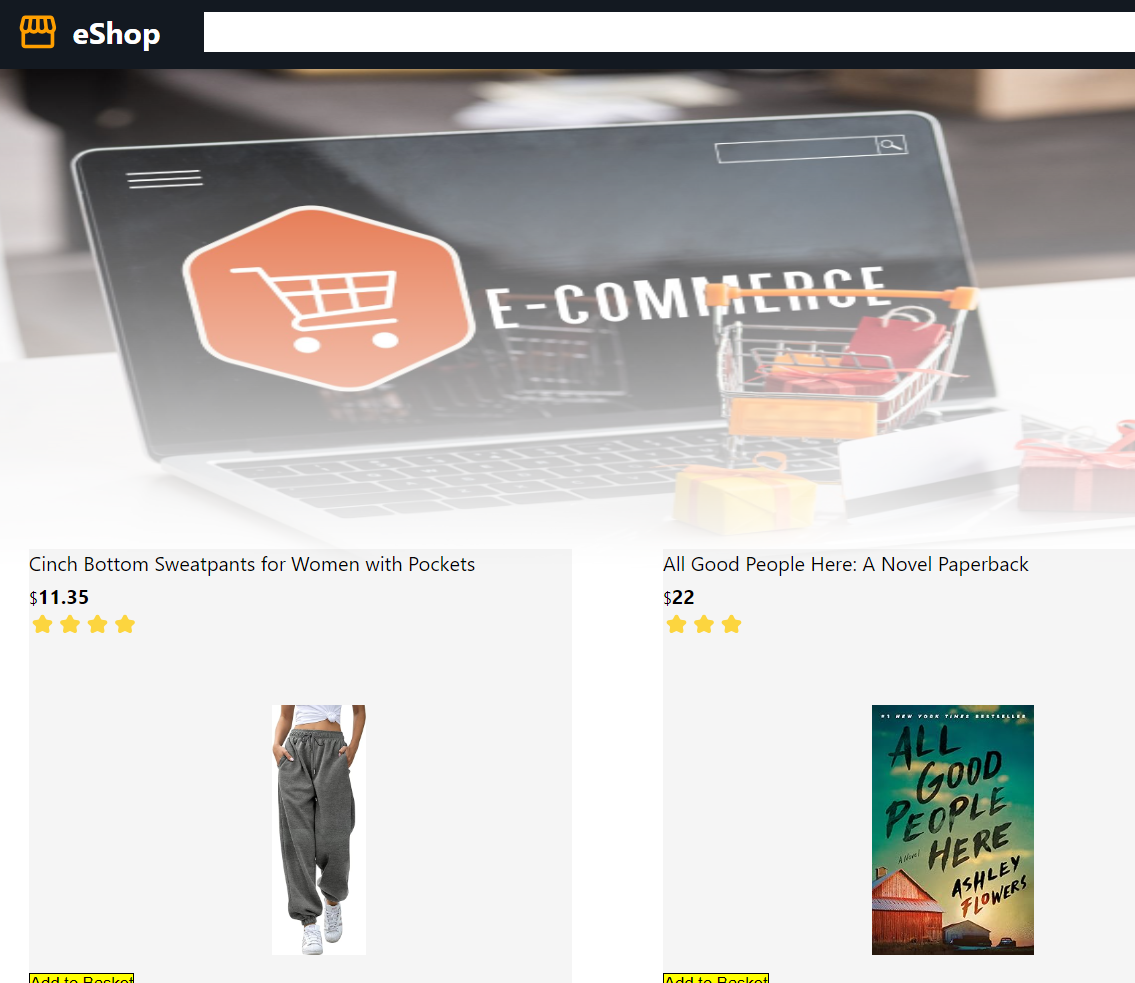 eShop
E-COMMERCE
Cinch Bottom Sweatpants for Women with Pockets
$11.35
All Good People Here: A Novel Paperback
$22
#1 NEW YORK TIMES BESTSELLER
ALL
GOOD
PEOPLE
HERE
A Novel
ASHLEY
FLOWERS
Add to Basket
Add to Basket